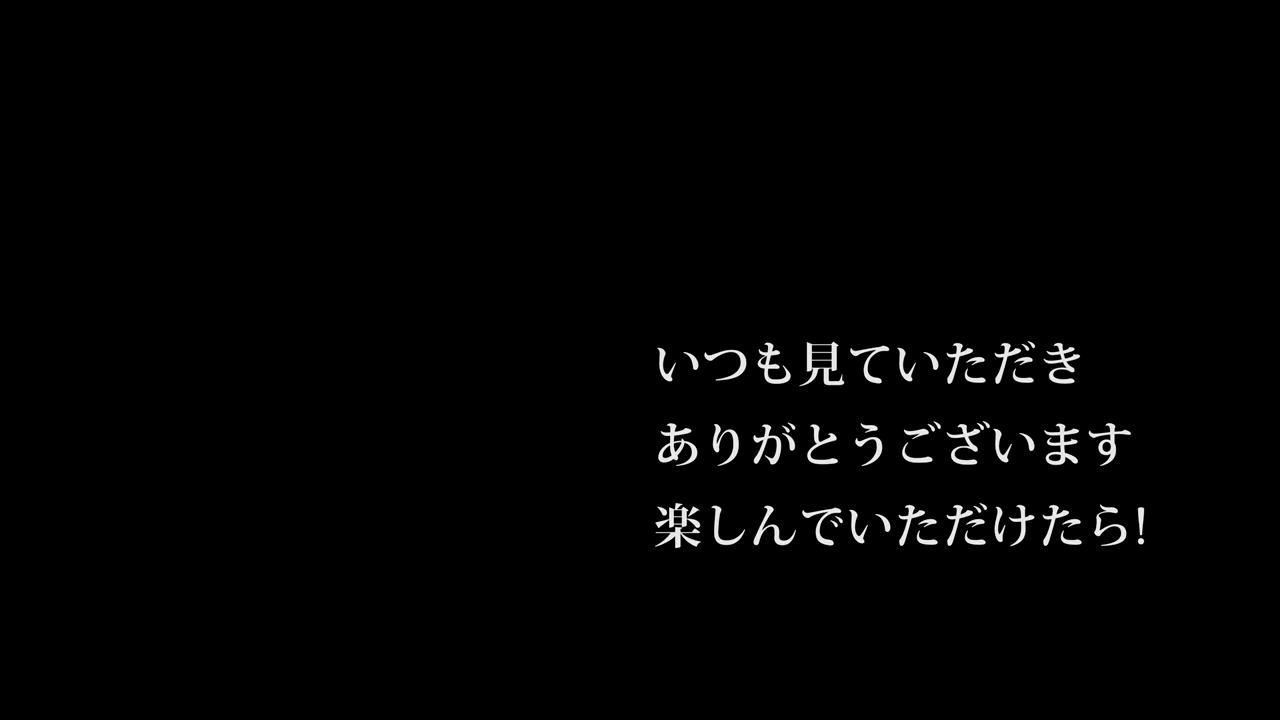 いつも見ていただき
ありがとうございます
楽しんでいただけたら!